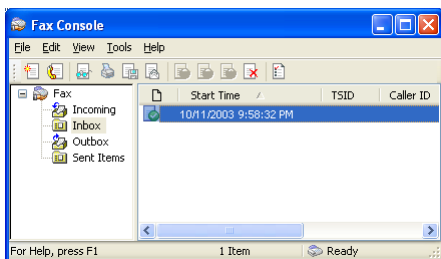 Fax Console
File Edit View Tools Help
Fax
Incoming
Inbox
Outbox
Sent Items
Start Time TSID Caller ID
10/11/2003 9:58:32 PM
For Help, press F1 1 Item Ready